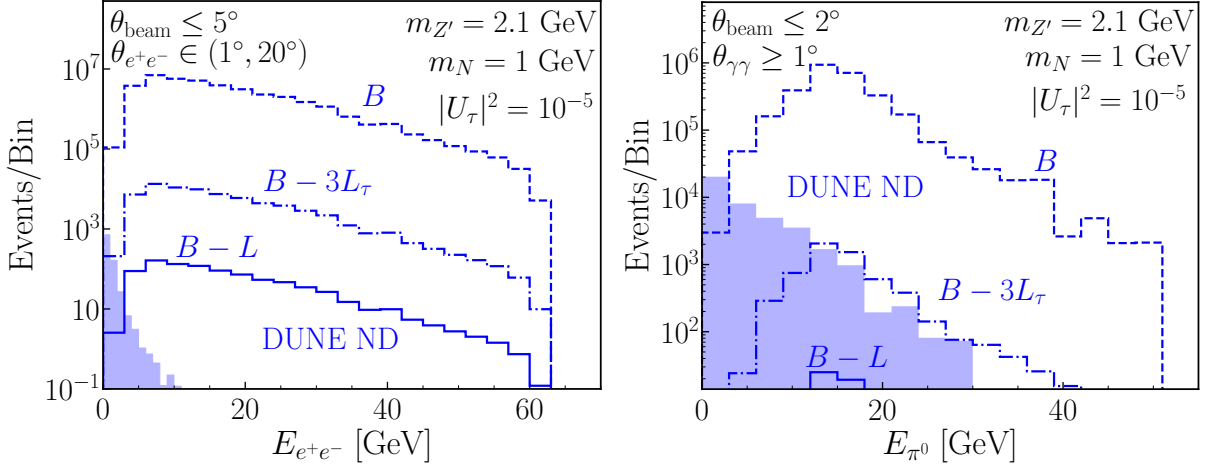 θ_beam ≤ 5°
θ_{e⁺e⁻} ∈ (1°, 20°)
m_{Z'} = 2.1 GeV
m_N = 1 GeV
|U_τ|² = 10⁻⁵
B
B − 3L_τ
B − L
DUNE ND
Events/Bin
10⁷
10⁵
10³
10
10⁻¹
0
20
40
60
E_{e⁺e⁻} [GeV]
θ_beam ≤ 2°
θ_{γγ} ≥ 1°
m_{Z'} = 2.1 GeV
m_N = 1 GeV
|U_τ|² = 10⁻⁵
B
DUNE ND
B − 3L_τ
B − L
Events/Bin
10⁶
10⁵
10⁴
10³
10²
0
20
40
E_{π⁰} [GeV]